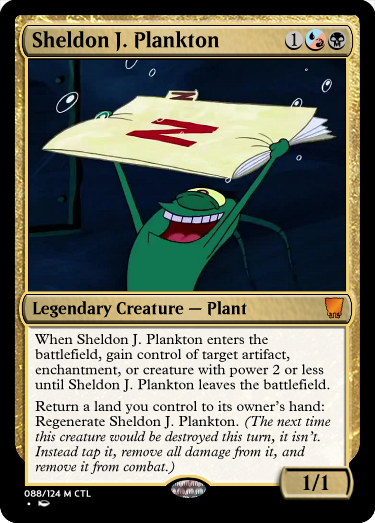 Sheldon J. Plankton 1
N
N
Legendary Creature — Plant
When Sheldon J. Plankton enters the
battlefield, gain control of target artifact,
enchantment, or creature with power 2 or less
until Sheldon J. Plankton leaves the battlefield.
Return a land you control to its owner's hand:
Regenerate Sheldon J. Plankton. (The next time
this creature would be destroyed this turn, it isn't.
Instead tap it, remove all damage from it, and
remove it from combat.)
088/124 M CTL
1/1